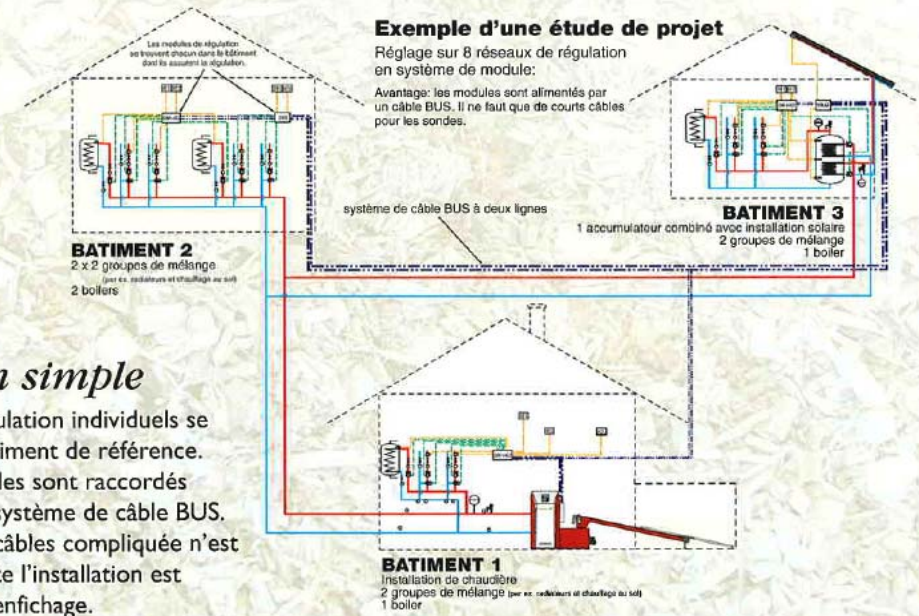 Exemple d'une étude de projet
Réglage sur 8 réseaux de régulation
en système de module:
Avantage: les modules sont alimentés par
un câble BUS. Il ne faut que de courts câbles
pour les sondes.
Les modules de régulation
se trouvent chacun dans le bâtiment
dont ils assurent la régulation.
système de câble BUS à deux lignes
BATIMENT 2
2 x 2 groupes de mélange
(par ex. radiateurs et chauffage au sol)
2 boilers
BATIMENT 3
1 accumulateur combiné avec installation solaire
2 groupes de mélange
1 boiler
n simple
ulation individuels se
iment de référence.
les sont raccordés
système de câble BUS.
câbles compliquée n'est
te l'installation est
enfichage.
BATIMENT 1
Installation de chaudière
2 groupes de mélange (par ex. radiateurs et chauffage au sol)
1 boiler